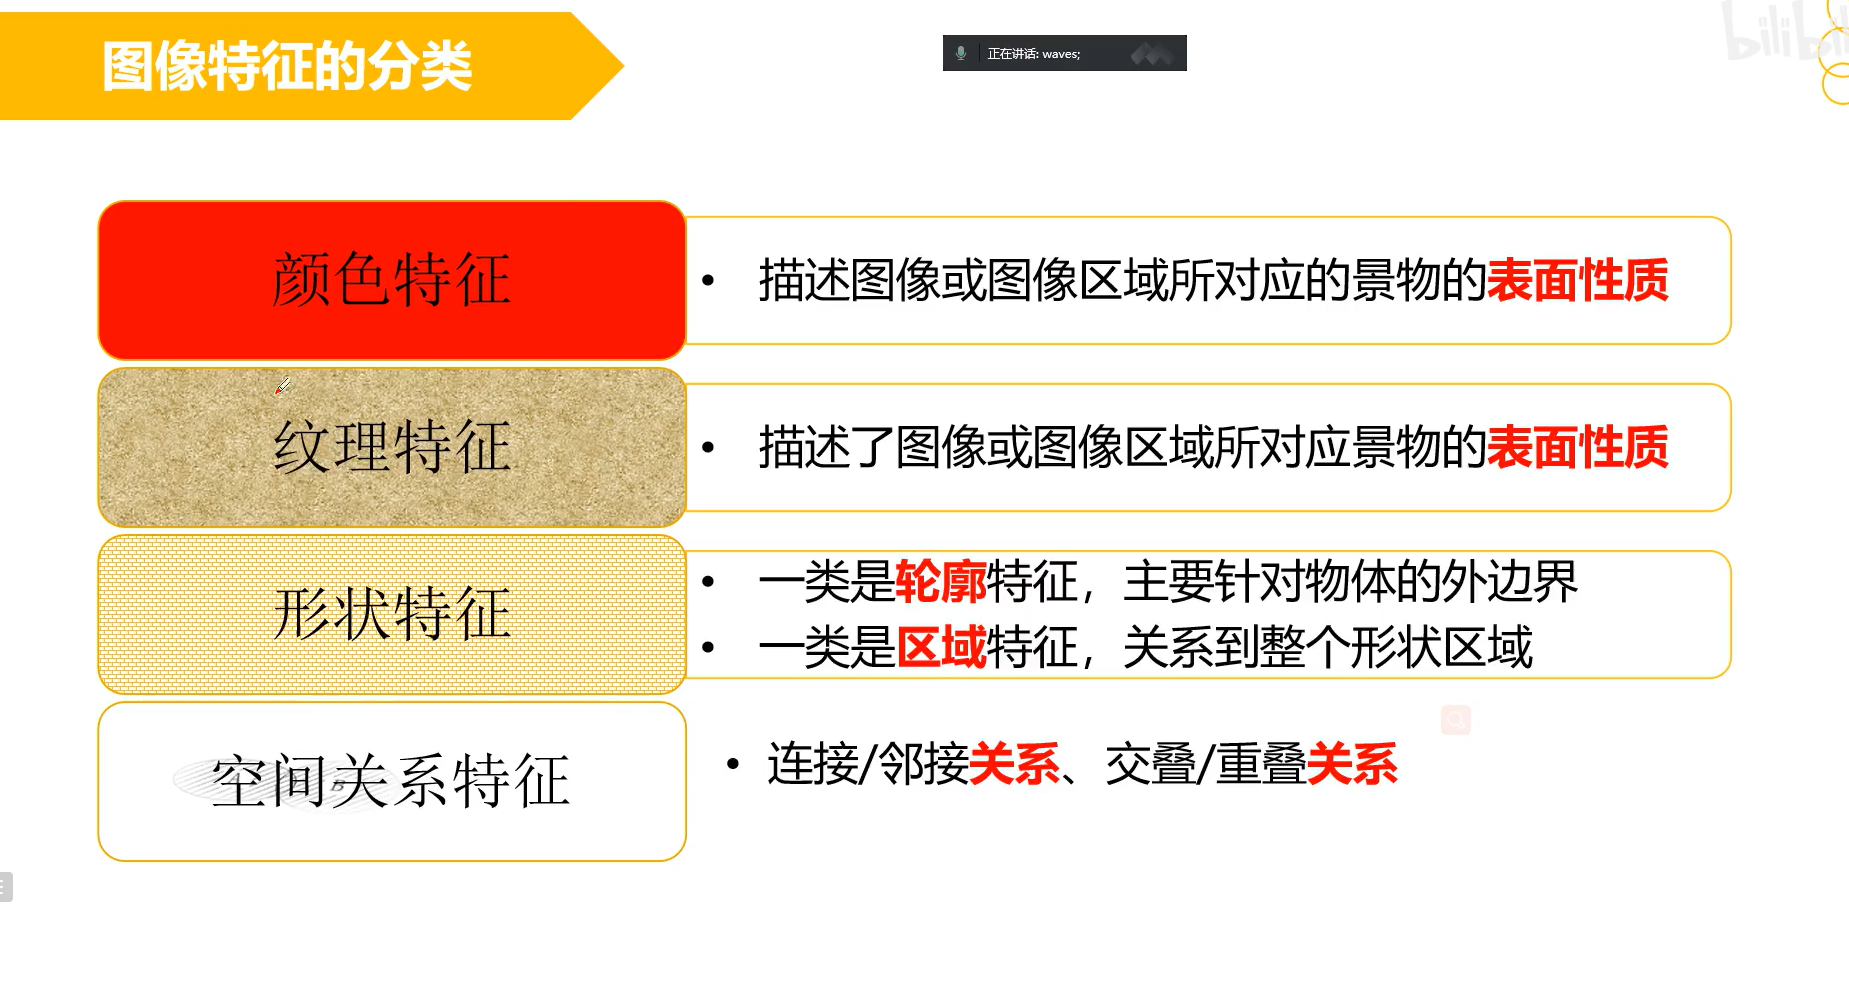 图像特征的分类
正在讲话: waves;
bilibili
颜色特征
• 描述图像或图像区域所对应的景物的表面性质
纹理特征
• 描述了图像或图像区域所对应景物的表面性质
形状特征
• 一类是轮廓特征，主要针对物体的外边界
• 一类是区域特征，关系到整个形状区域
空间关系特征
B
• 连接/邻接关系、交叠/重叠关系